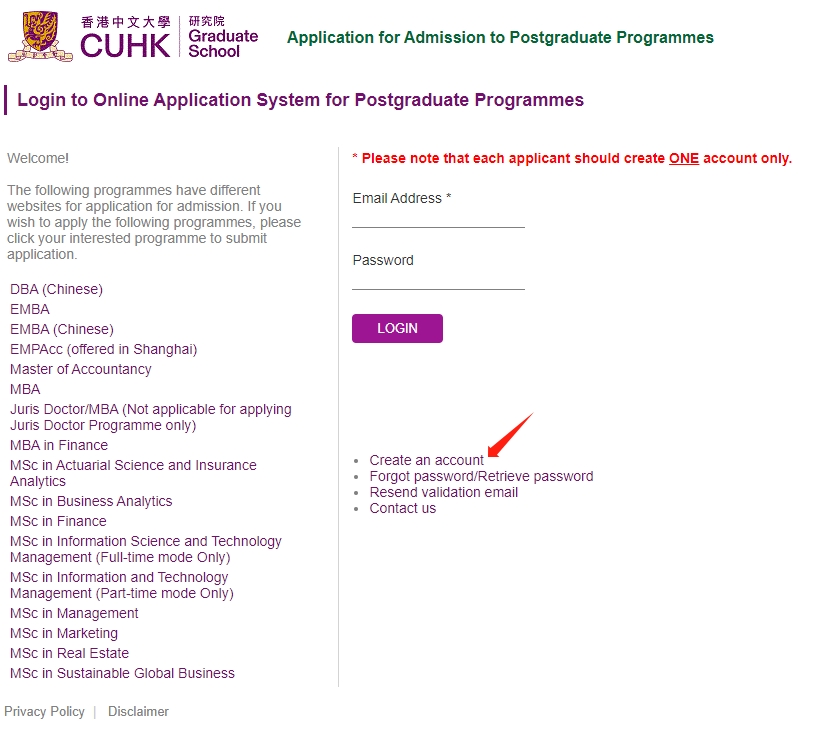 香港中文大學
CUHK
研究院
Graduate
School
Application for Admission to Postgraduate Programmes
Login to Online Application System for Postgraduate Programmes
Welcome!
The following programmes have different
websites for application for admission. If you
wish to apply the following programmes, please
click your interested programme to submit
application.
DBA (Chinese)
EMBA
EMBA (Chinese)
EMPAcc (offered in Shanghai)
Master of Accountancy
MBA
Juris Doctor/MBA (Not applicable for applying
Juris Doctor Programme only)
MBA in Finance
MSc in Actuarial Science and Insurance
Analytics
MSc in Business Analytics
MSc in Finance
MSc in Information Science and Technology
Management (Full-time mode Only)
MSc in Information and Technology
Management (Part-time mode Only)
MSc in Management
MSc in Marketing
MSc in Real Estate
MSc in Sustainable Global Business
* Please note that each applicant should create ONE account only.
Email Address *
Password
LOGIN
Create an account
Forgot password/Retrieve password
Resend validation email
Contact us
Privacy Policy | Disclaimer